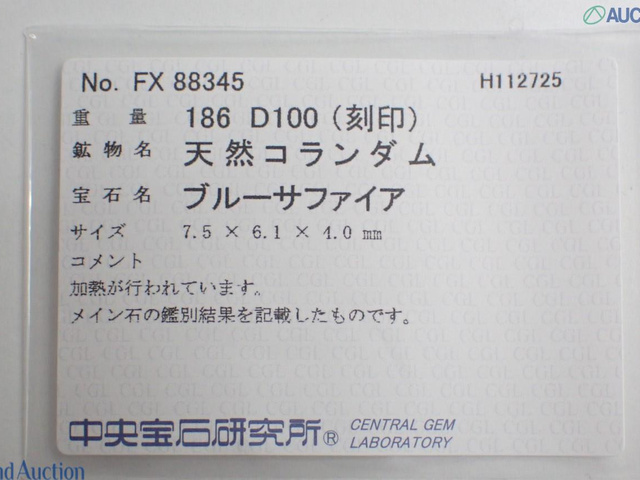 AUC
No. FX 88345 H112725
重量 186 D100 (刻印)
鉱物名 天然コランダム
宝石名 ブルーサファイア
サイズ 7.5 × 6.1 × 4.0 mm
コメント
加熱が行われています。
メイン石の鑑別結果を記載したものです。
中央宝石研究所® CENTRAL GEM
LABORATORY
nd Auction